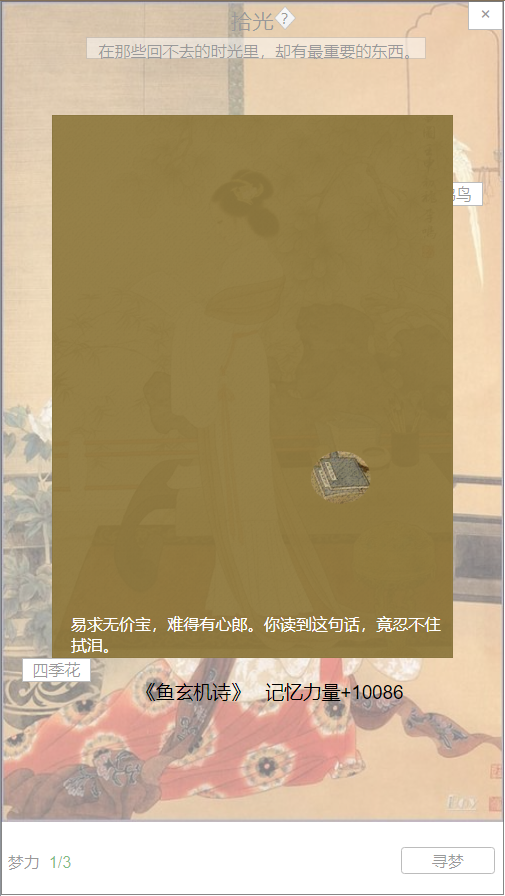 拾光?
×
在那些回不去的时光里，却有最重要的东西。
鸟
易求无价宝，难得有心郎。你读到这句话，竟忍不住
拭泪。
四季花
《鱼玄机诗》 记忆力量+10086
梦力 1/3
寻梦